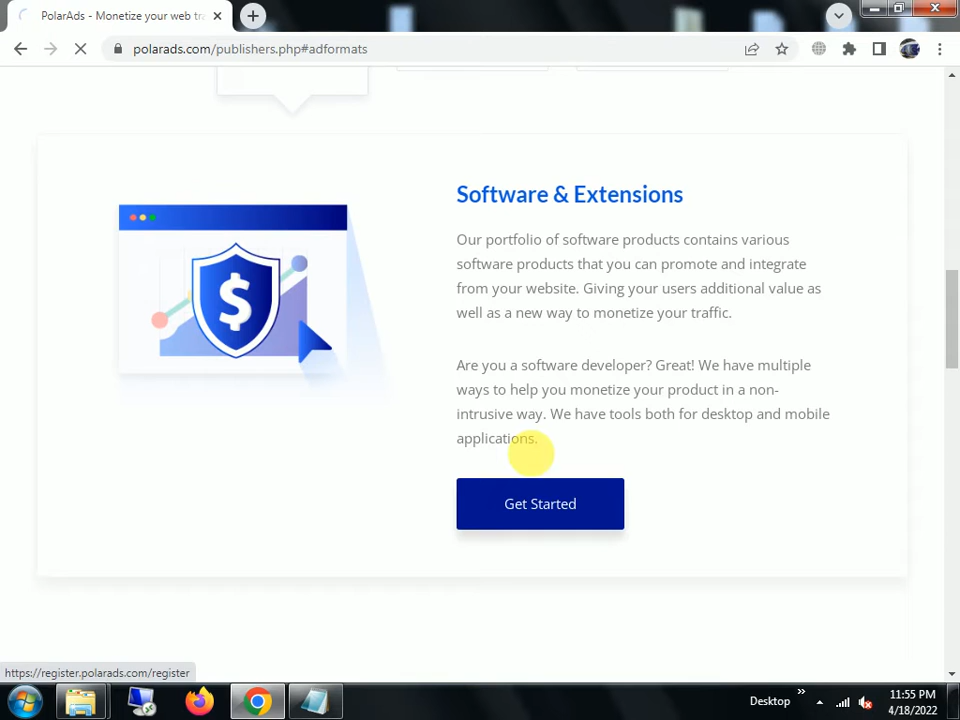 PolarAds - Monetize your web tra
polarads.com/publishers.php#adformats
$
Software & Extensions
Our portfolio of software products contains various
software products that you can promote and integrate
from your website. Giving your users additional value as
well as a new way to monetize your traffic.
Are you a software developer? Great! We have multiple
ways to help you monetize your product in a non-
intrusive way. We have tools both for desktop and mobile
applications.
Get Started
https://register.polarads.com/register
Desktop
11:55 PM
4/18/2022